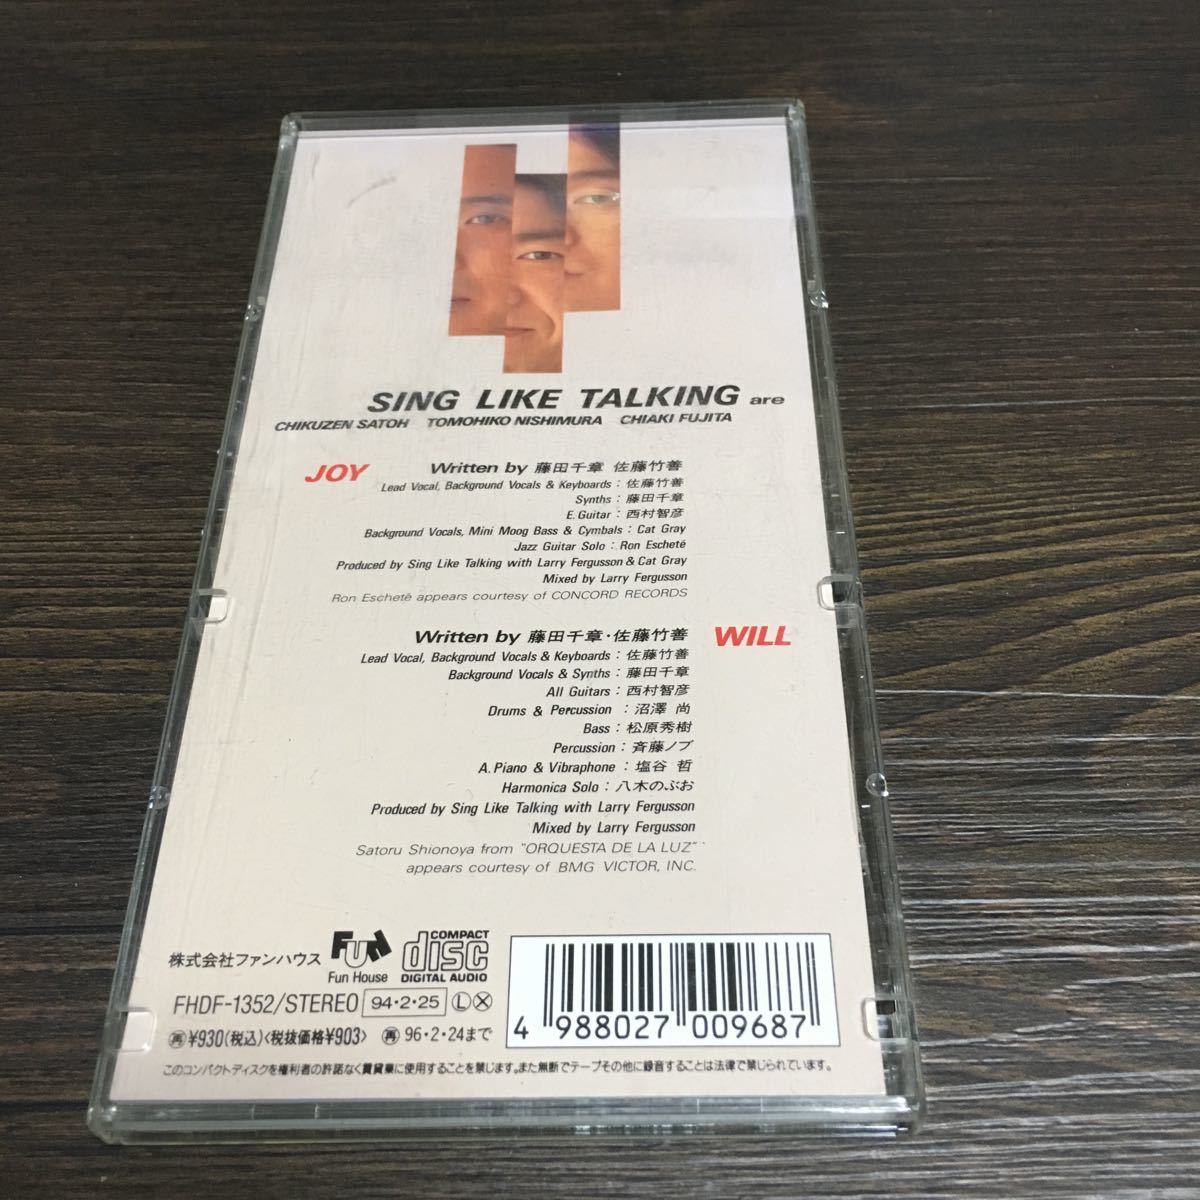 SING LIKE TALKING are
CHIKUZEN SATOH TOMOHIKO NISHIMURA CHIAKI FUJITA
JOY Written by 藤田千章 佐藤竹善
Lead Vocal, Background Vocals & Keyboards : 佐藤竹善
Synths : 藤田千章
E. Guitar : 西村智彦
Background Vocals, Mini Moog Bass & Cymbals : Cat Gray
Jazz Guitar Solo : Ron Escheté
Produced by Sing Like Talking with Larry Fergusson & Cat Gray
Mixed by Larry Fergusson
Ron Escheté appears courtesy of CONCORD RECORDS
Written by 藤田千章・佐藤竹善 WILL
Lead Vocal, Background Vocals & Keyboards : 佐藤竹善
Background Vocals & Synths : 藤田千章
All Guitars : 西村智彦
Drums & Percussion : 沼澤 尚
Bass : 松原秀樹
Percussion : 斉藤ノブ
A. Piano & Vibraphone : 塩谷 哲
Harmonica Solo : 八木のぶお
Produced by Sing Like Talking with Larry Fergusson
Mixed by Larry Fergusson
Satoru Shionoya from "ORQUESTA DE LA LUZ"
appears courtesy of BMG VICTOR, INC.
株式会社ファンハウス Fun Fun House COMPACT disc DIGITAL AUDIO
FHDF-1352/STEREO 94・2・25 Ⓛ Ⓧ
再 ¥930(税込)〈税抜価格¥903〉 再 96・2・24まで
4 988027 009687
このコンパクトディスクを権利者の許諾なく賃貸業に使用することを禁じます。また無断でテープその他に録音することは法律で禁じられています。